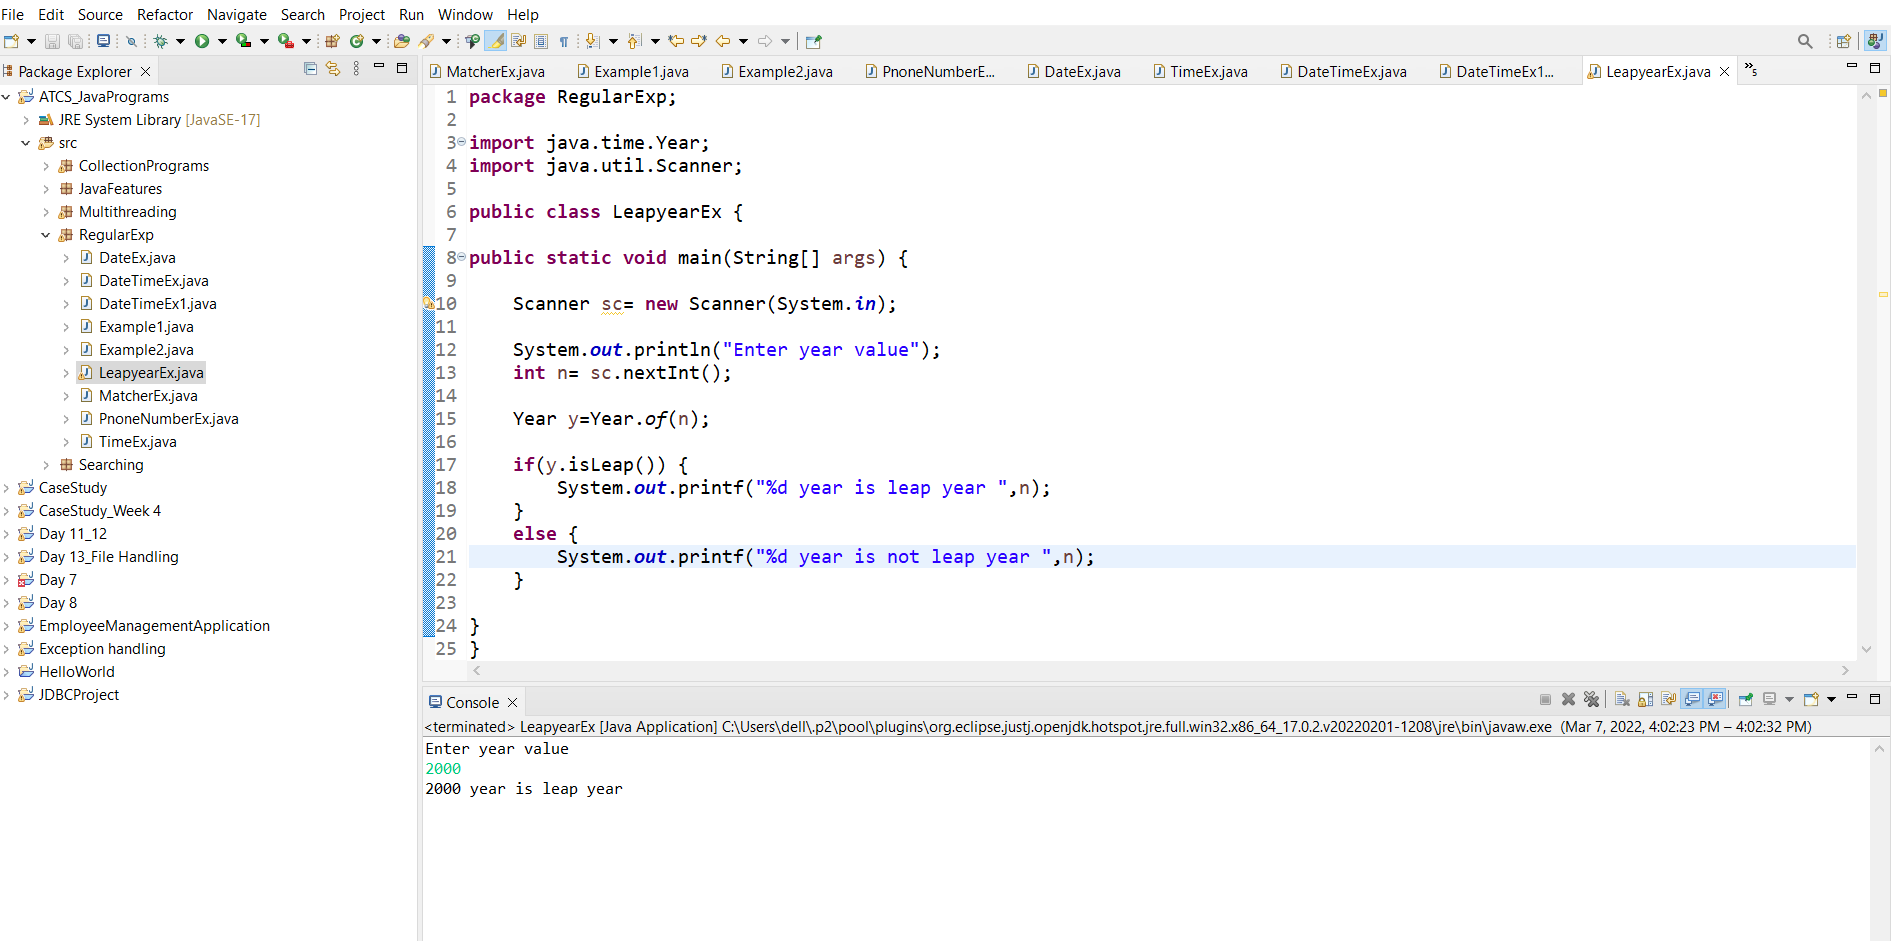 File Edit Source Refactor Navigate Search Project Run Window Help
Package Explorer
ATCS_JavaPrograms
JRE System Library [JavaSE-17]
src
CollectionPrograms
JavaFeatures
Multithreading
RegularExp
DateEx.java
DateTimeEx.java
DateTimeEx1.java
Example1.java
Example2.java
LeapyearEx.java
MatcherEx.java
PnoneNumberEx.java
TimeEx.java
Searching
CaseStudy
CaseStudy_Week 4
Day 11_12
Day 13_File Handling
Day 7
Day 8
EmployeeManagementApplication
Exception handling
HelloWorld
JDBCProject
MatcherEx.java Example1.java Example2.java PnoneNumberE... DateEx.java TimeEx.java DateTimeEx.java DateTimeEx1... LeapyearEx.java »5
1 package RegularExp;
2
3 import java.time.Year;
4 import java.util.Scanner;
5
6 public class LeapyearEx {
7
8 public static void main(String[] args) {
9
10 Scanner sc= new Scanner(System.in);
11
12 System.out.println("Enter year value");
13 int n= sc.nextInt();
14
15 Year y=Year.of(n);
16
17 if(y.isLeap()) {
18 System.out.printf("%d year is leap year ",n);
19 }
20 else {
21 System.out.printf("%d year is not leap year ",n);
22 }
23
24 }
25 }
Console
<terminated> LeapyearEx [Java Application] C:\Users\dell\.p2\pool\plugins\org.eclipse.justj.openjdk.hotspot.jre.full.win32.x86_64_17.0.2.v20220201-1208\jre\bin\javaw.exe (Mar 7, 2022, 4:02:23 PM – 4:02:32 PM)
Enter year value
2000
2000 year is leap year